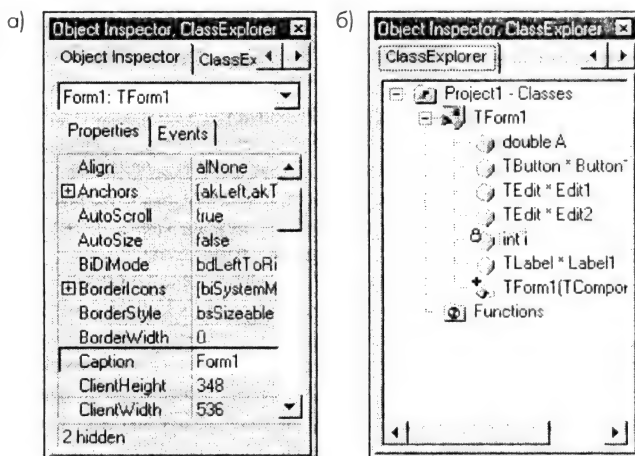 а)
Object Inspector, ClassExplorer
Object Inspector ClassEx
Form1: TForm1
Properties Events
Align alNone
Anchors [akLeft,akT
AutoScroll true
AutoSize false
BiDiMode bdLeftToRi
BorderIcons [biSystemM
BorderStyle bsSizeable
BorderWidth 0
Caption Form1
ClientHeight 348
ClientWidth 536
2 hidden
б)
Object Inspector, ClassExplorer
ClassExplorer
Project1 - Classes
TForm1
double A
TButton * Button
TEdit * Edit1
TEdit * Edit2
int i
TLabel * Label1
TForm1(TCompor
Functions